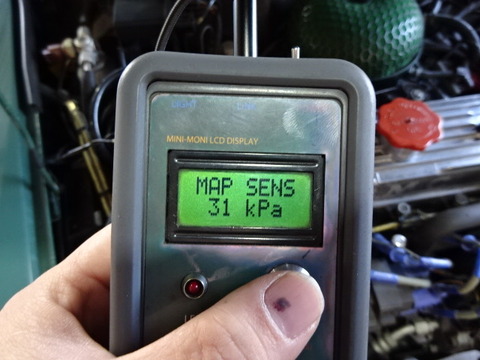 MINI-MONI LCD DISPLAY
MAP SENS
31 kPa